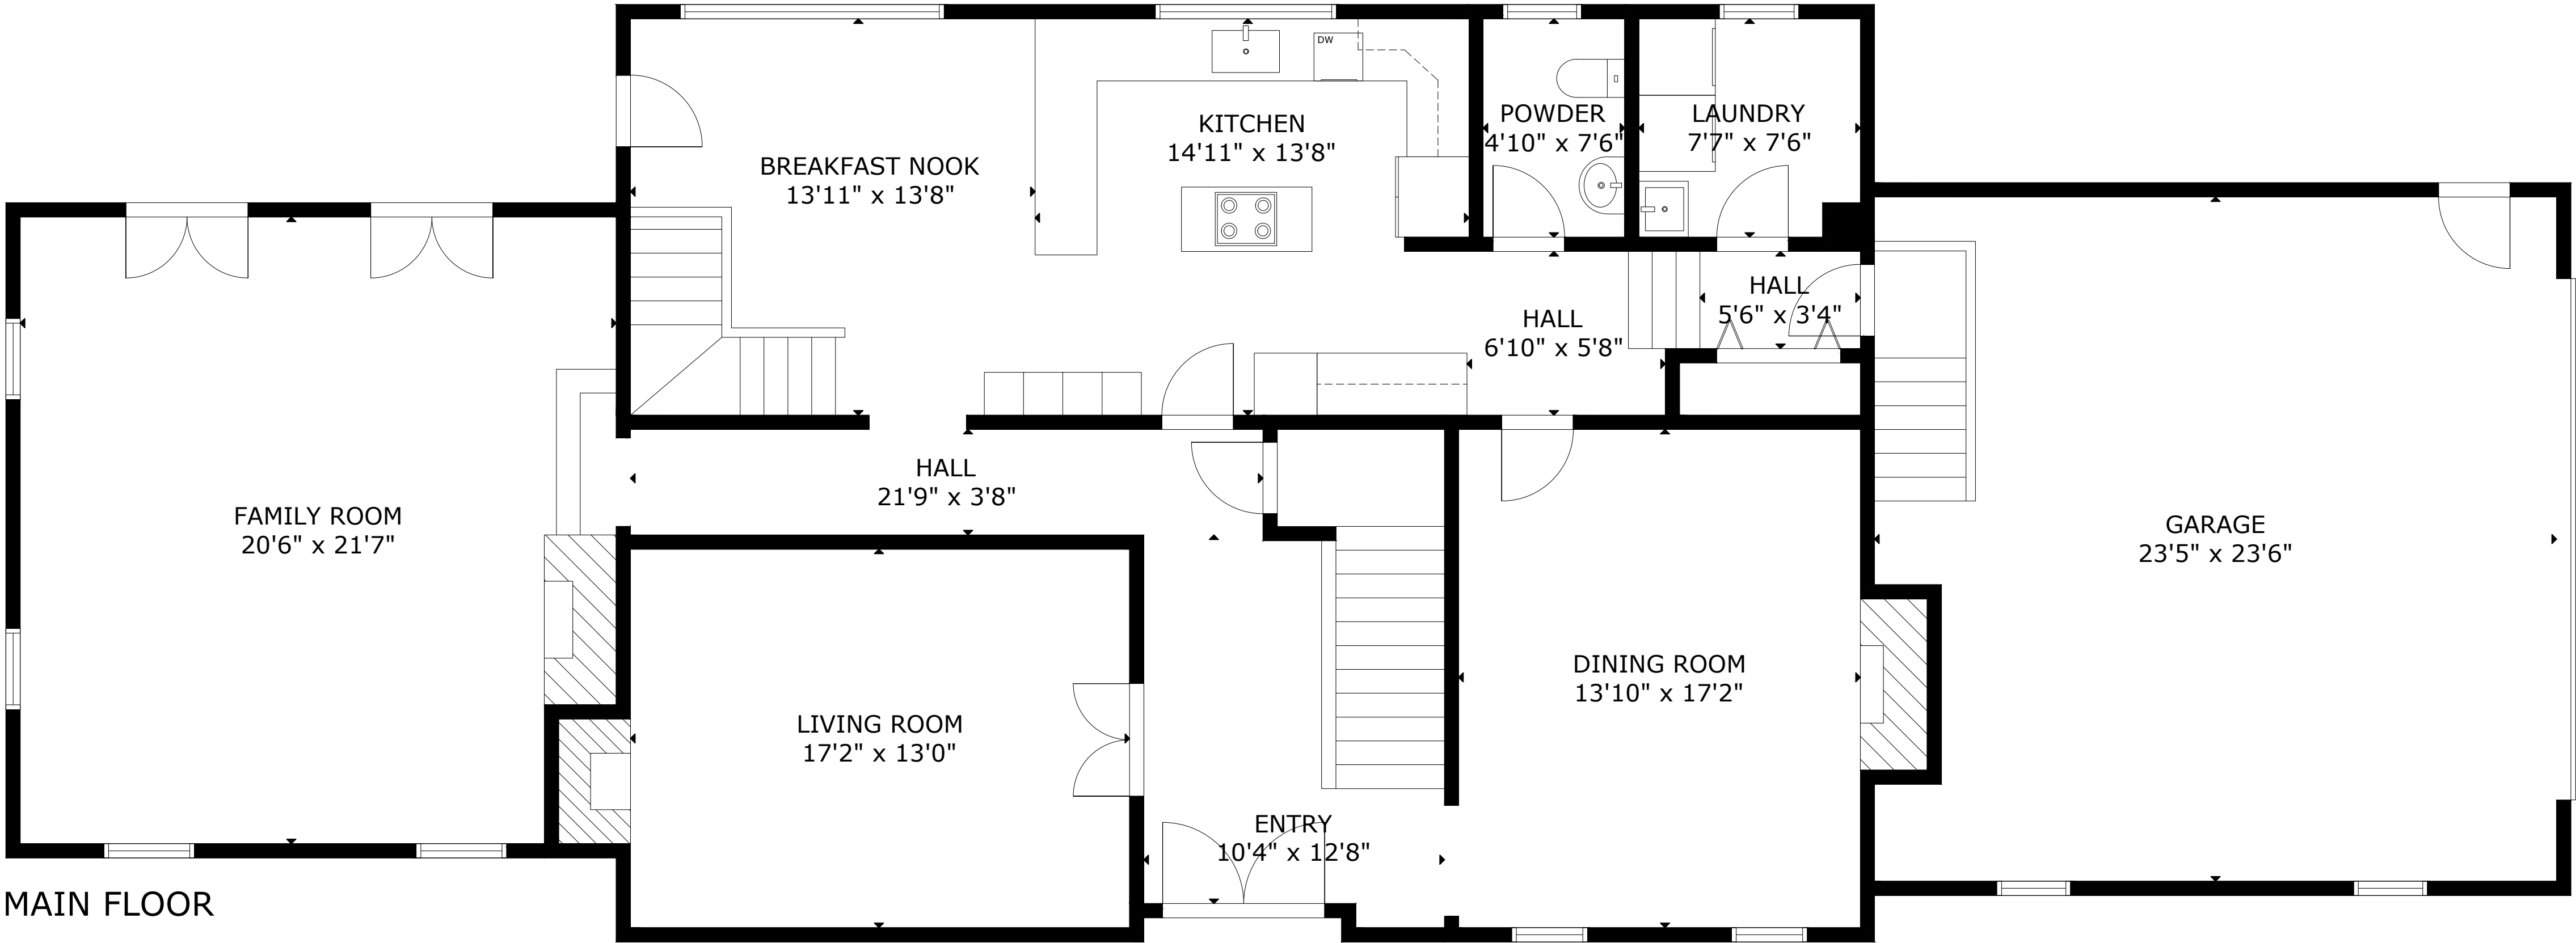 DW
KITCHEN
14'11" x 13'8"
POWDER
4'10" x 7'6"
LAUNDRY
7'7" x 7'6"
BREAKFAST NOOK
13'11" x 13'8"
HALL
5'6" x 3'4"
HALL
6'10" x 5'8"
HALL
21'9" x 3'8"
FAMILY ROOM
20'6" x 21'7"
GARAGE
23'5" x 23'6"
DINING ROOM
13'10" x 17'2"
LIVING ROOM
17'2" x 13'0"
ENTRY
10'4" x 12'8"
MAIN FLOOR